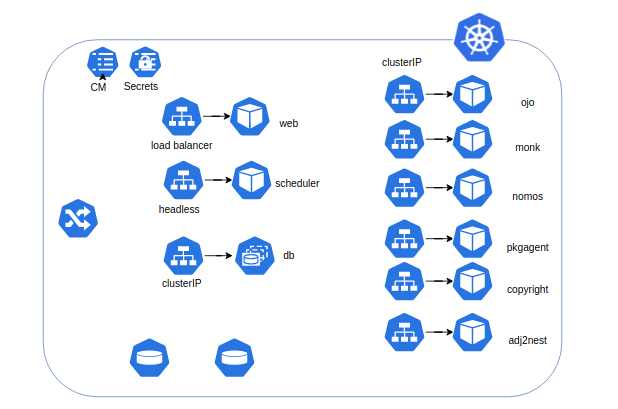 clusterIP
CM
Secrets
ojo
web
load balancer
monk
scheduler
nomos
headless
pkgagent
db
clusterIP
copyright
adj2nest